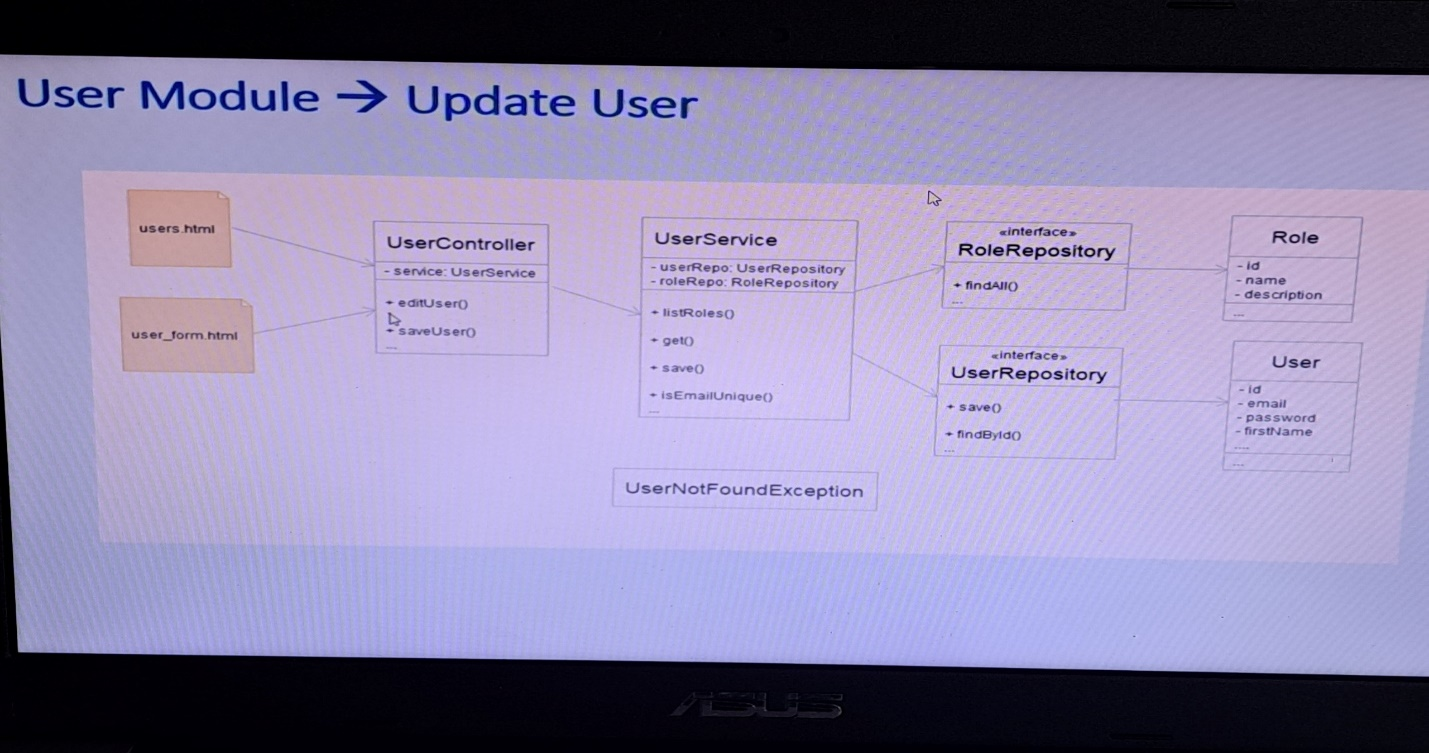 User Module → Update User
users.html
user_form.html
UserController
- service: UserService
+ editUser()
+ saveUser()
...
UserService
- userRepo: UserRepository
- roleRepo: RoleRepository
+ listRoles()
+ get()
+ save()
+ isEmailUnique()
...
UserNotFoundException
«interface»
RoleRepository
+ findAll()
...
«interface»
UserRepository
+ save()
+ findById()
...
Role
- id
- name
- description
...
User
- id
- email
- password
- firstName
....
...
ASUS